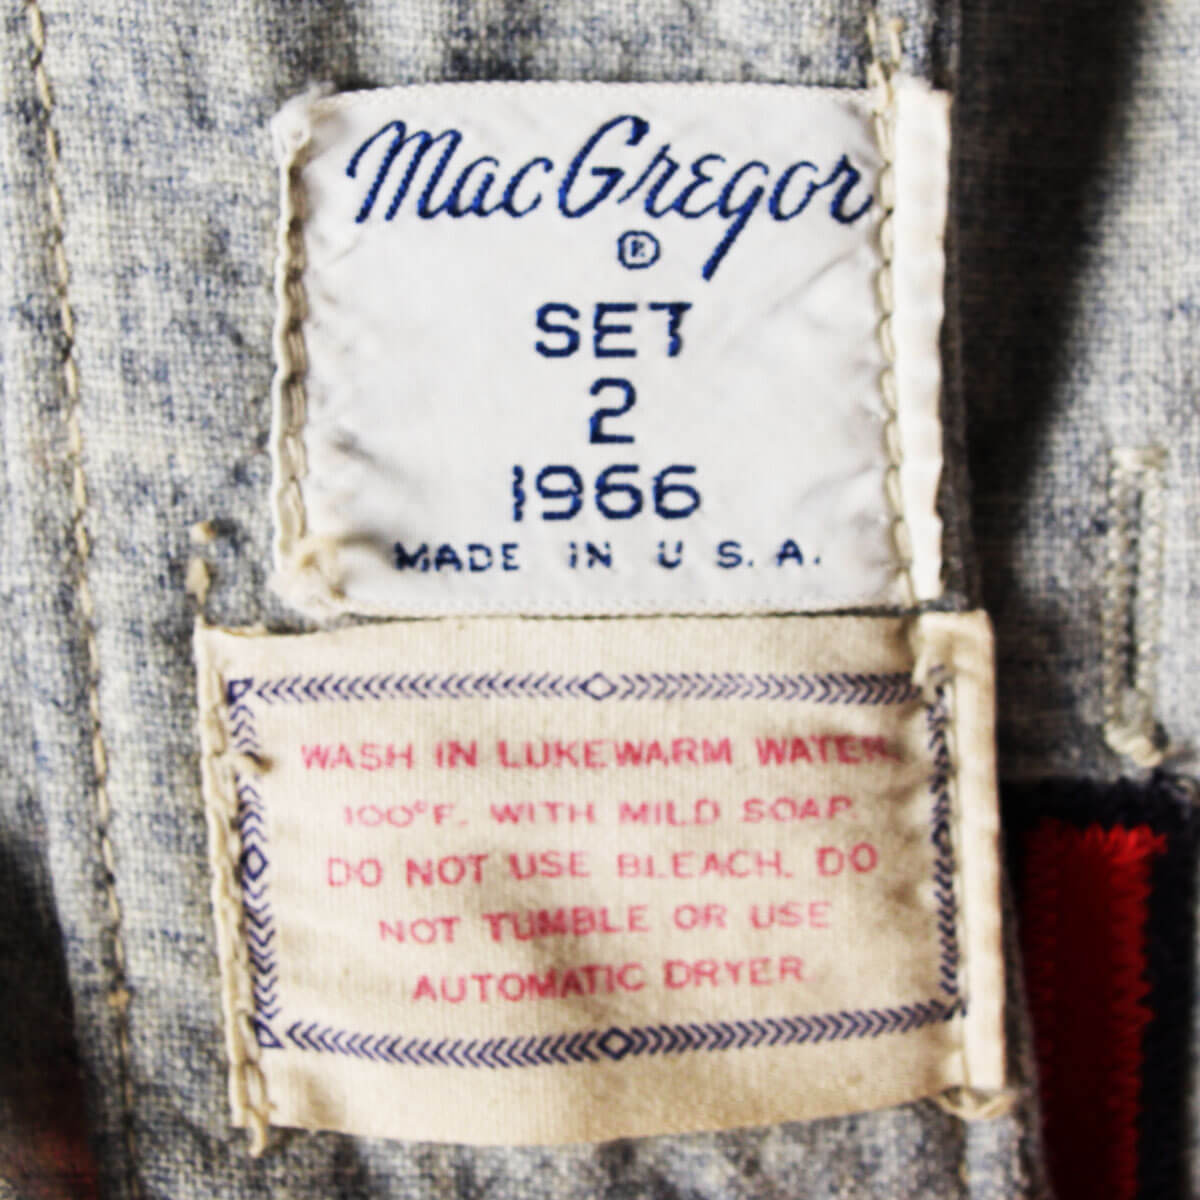 MacGregor
®
SET
2
1966
MADE IN U.S.A.
WASH IN LUKEWARM WATER,
100°F. WITH MILD SOAP.
DO NOT USE BLEACH. DO
NOT TUMBLE OR USE
AUTOMATIC DRYER